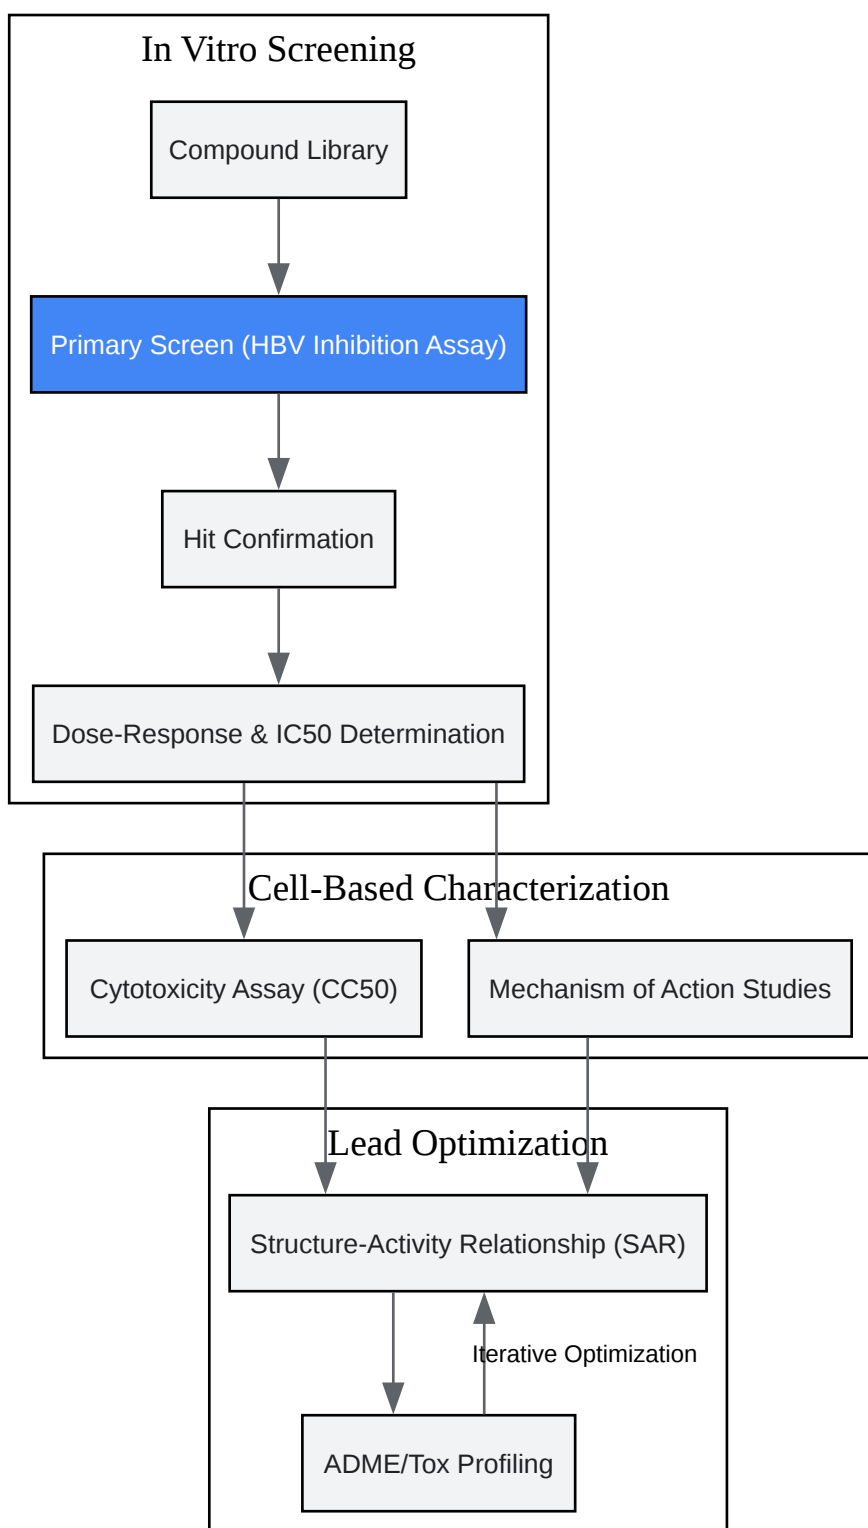 In Vitro Screening
Compound Library
Primary Screen (HBV Inhibition Assay)
Hit Confirmation
Dose-Response & IC50 Determination
Cell-Based Characterization
Cytotoxicity Assay (CC50)
Mechanism of Action Studies
Lead Optimization
Structure-Activity Relationship (SAR)
Iterative Optimization
ADME/Tox Profiling